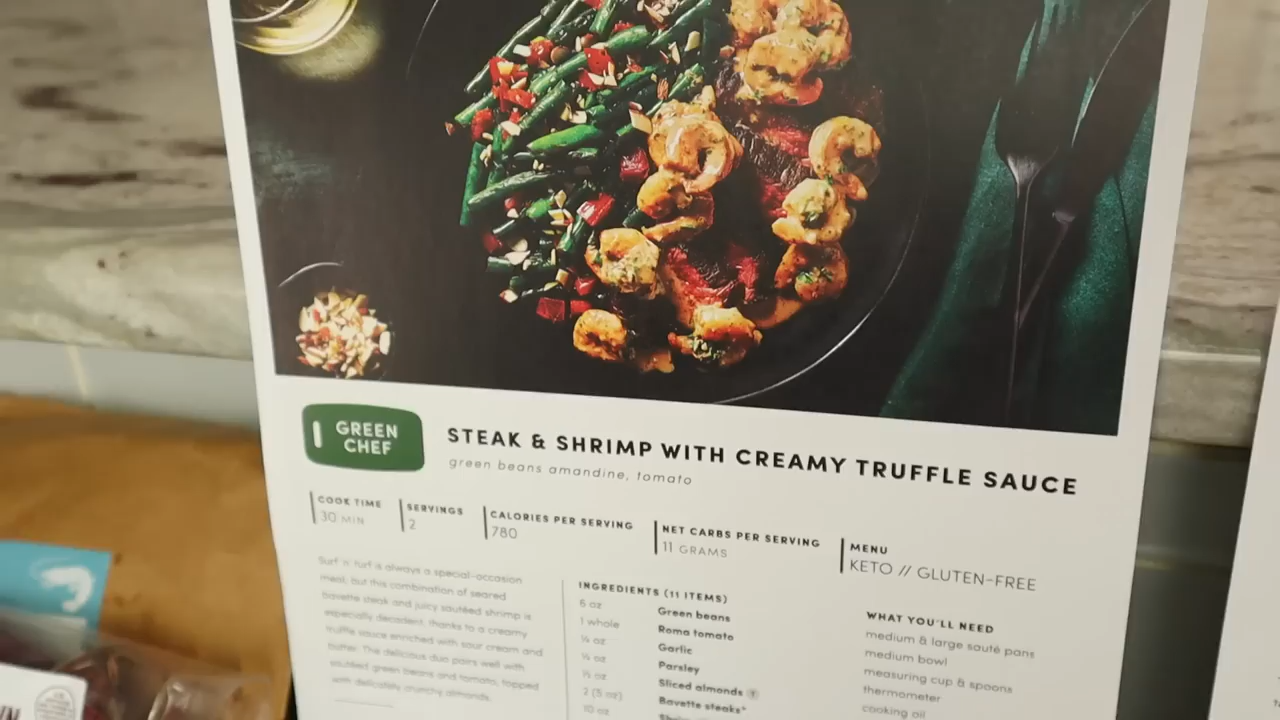 GREEN
CHEF
STEAK & SHRIMP WITH CREAMY TRUFFLE SAUCE
green beans amandine, tomato
COOK TIME
30 MIN
SERVINGS
2
CALORIES PER SERVING
780
NET CARBS PER SERVING
11 GRAMS
MENU
KETO // GLUTEN-FREE
Surf 'n' turf is always a special-occasion
meal, but this combination of seared
bavette steak and juicy sautéed shrimp is
especially decadent, thanks to a creamy
truffle sauce enriched with sour cream and
butter. The delicious duo pairs well with
sautéed green beans and tomato, topped
with delicately crunchy almonds.
INGREDIENTS (11 ITEMS)
6 oz Green beans
1 whole Roma tomato
¼ oz Garlic
oz Parsley
oz Sliced almonds
2 (5 oz) Bavette steaks*
10 oz
WHAT YOU'LL NEED
medium & large sauté pans
medium bowl
measuring cup & spoons
thermometer
cooking oil